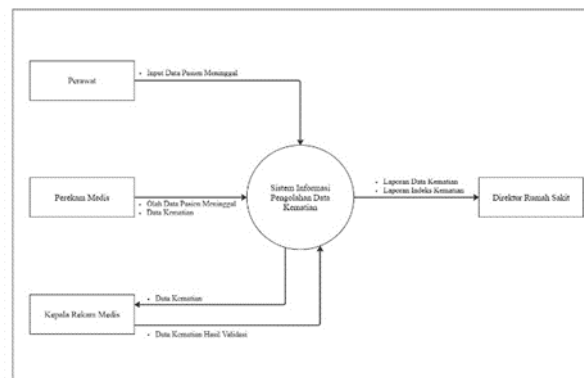 Perawat
• Input Data Pasien Meninggal
Sistem Informasi
Pengolahan Data
Kematian
Perekam Medis
• Olah Data Pasien Meninggal
• Data Kematian
• Laporan Data Kematian
• Laporan Indeks Kematian
Direktur Rumah Sakit
Kepala Rekam Medis
• Data Kematian
• Data Kematian Hasil Validasi